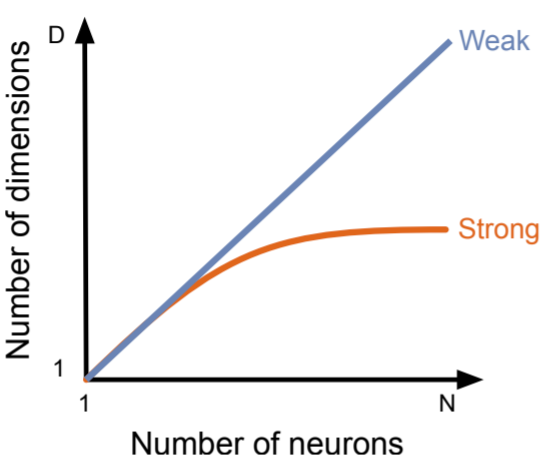 D
Weak
Number of dimensions
Strong
1
1
N
Number of neurons